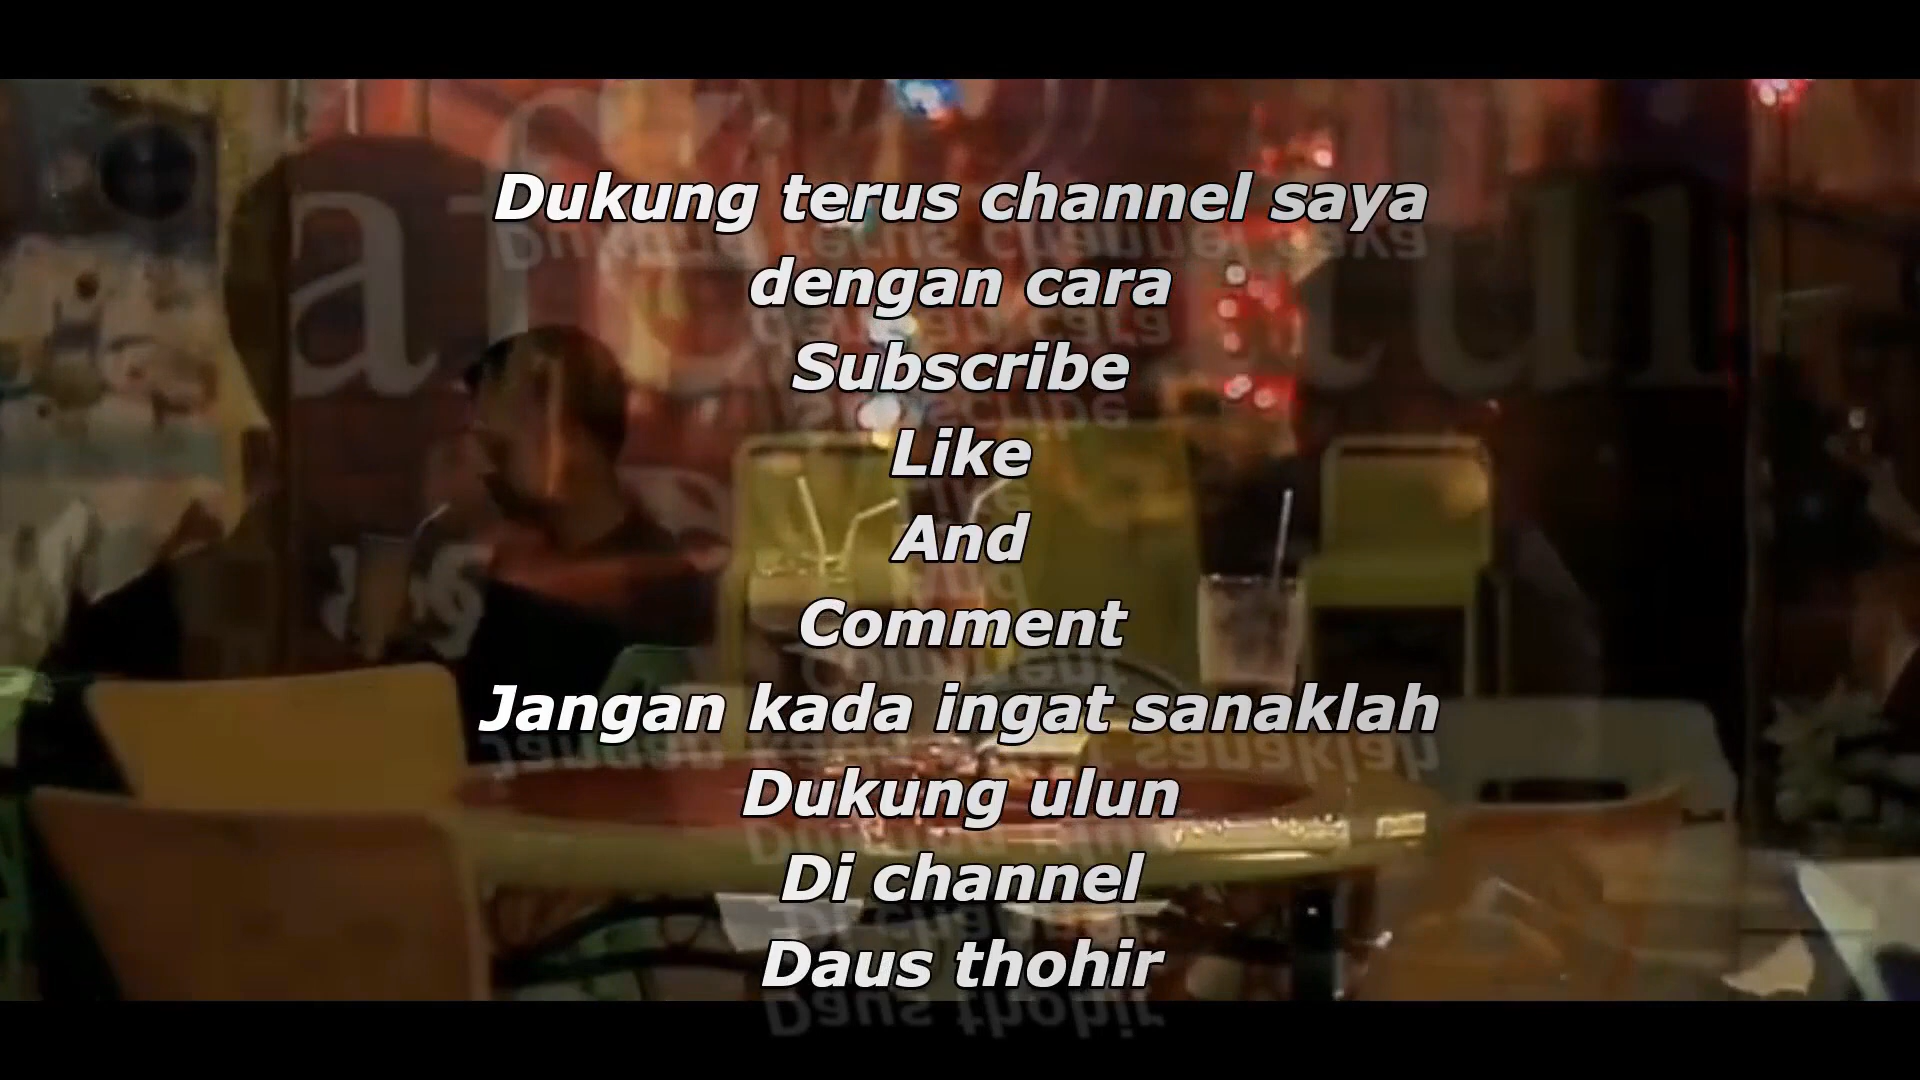 Dukung terus channel saya
dengan cara
Subscribe
Like
And
Comment
Jangan kada ingat sanaklah
Dukung ulun
Di channel
Daus thohir